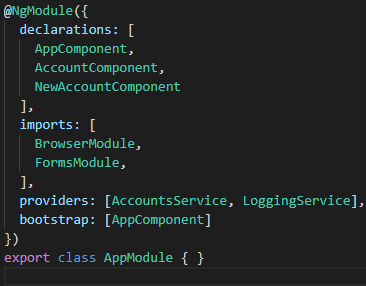 @NgModule({
  declarations: [
    AppComponent,
    AccountComponent,
    NewAccountComponent
  ],
  imports: [
    BrowserModule,
    FormsModule,
  ],
  providers: [AccountsService, LoggingService],
  bootstrap: [AppComponent]
})
export class AppModule { }